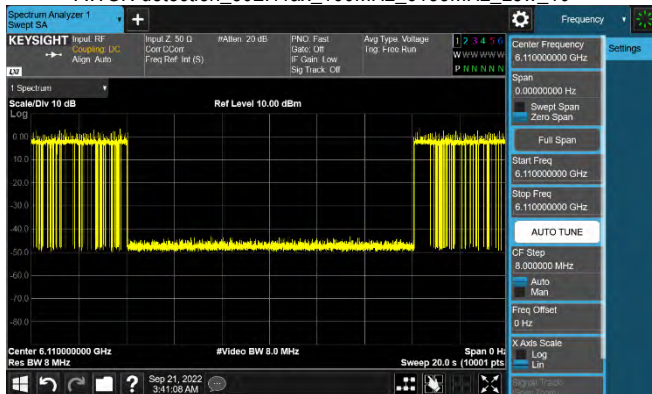 Spectrum Analyzer 1
Swept SA
+
Frequency
KEYSIGHT
Input: RF
Coupling: DC
Align: Auto
Input Z: 50 Ω
Corr CCorr
Freq Ref: Int (S)
#Atten: 20 dB
PNO: Fast
Gate: Off
IF Gain: Low
Sig Track: Off
Avg Type: Voltage
Trig: Free Run
1 2 3 4 5 6
W W W W W W
P N N N N N
LXI
1 Spectrum
Scale/Div 10 dB
Ref Level 10.00 dBm
Log
0.00
-10.0
-20.0
-30.0
-40.0
-50.0
-60.0
-70.0
-80.0
Center 6.110000000 GHz
#Video BW 8.0 MHz
Span 0 Hz
Res BW 8 MHz
Sweep 20.0 s (10001 pts
Sep 21, 2022
3:41:08 AM
?
Center Frequency
6.110000000 GHz
Settings
Span
0.00000000 Hz
Swept Span
Zero Span
Full Span
Start Freq
6.110000000 GHz
Stop Freq
6.110000000 GHz
AUTO TUNE
CF Step
8.000000 MHz
Auto
Man
Freq Offset
0 Hz
X Axis Scale
Log
Lin